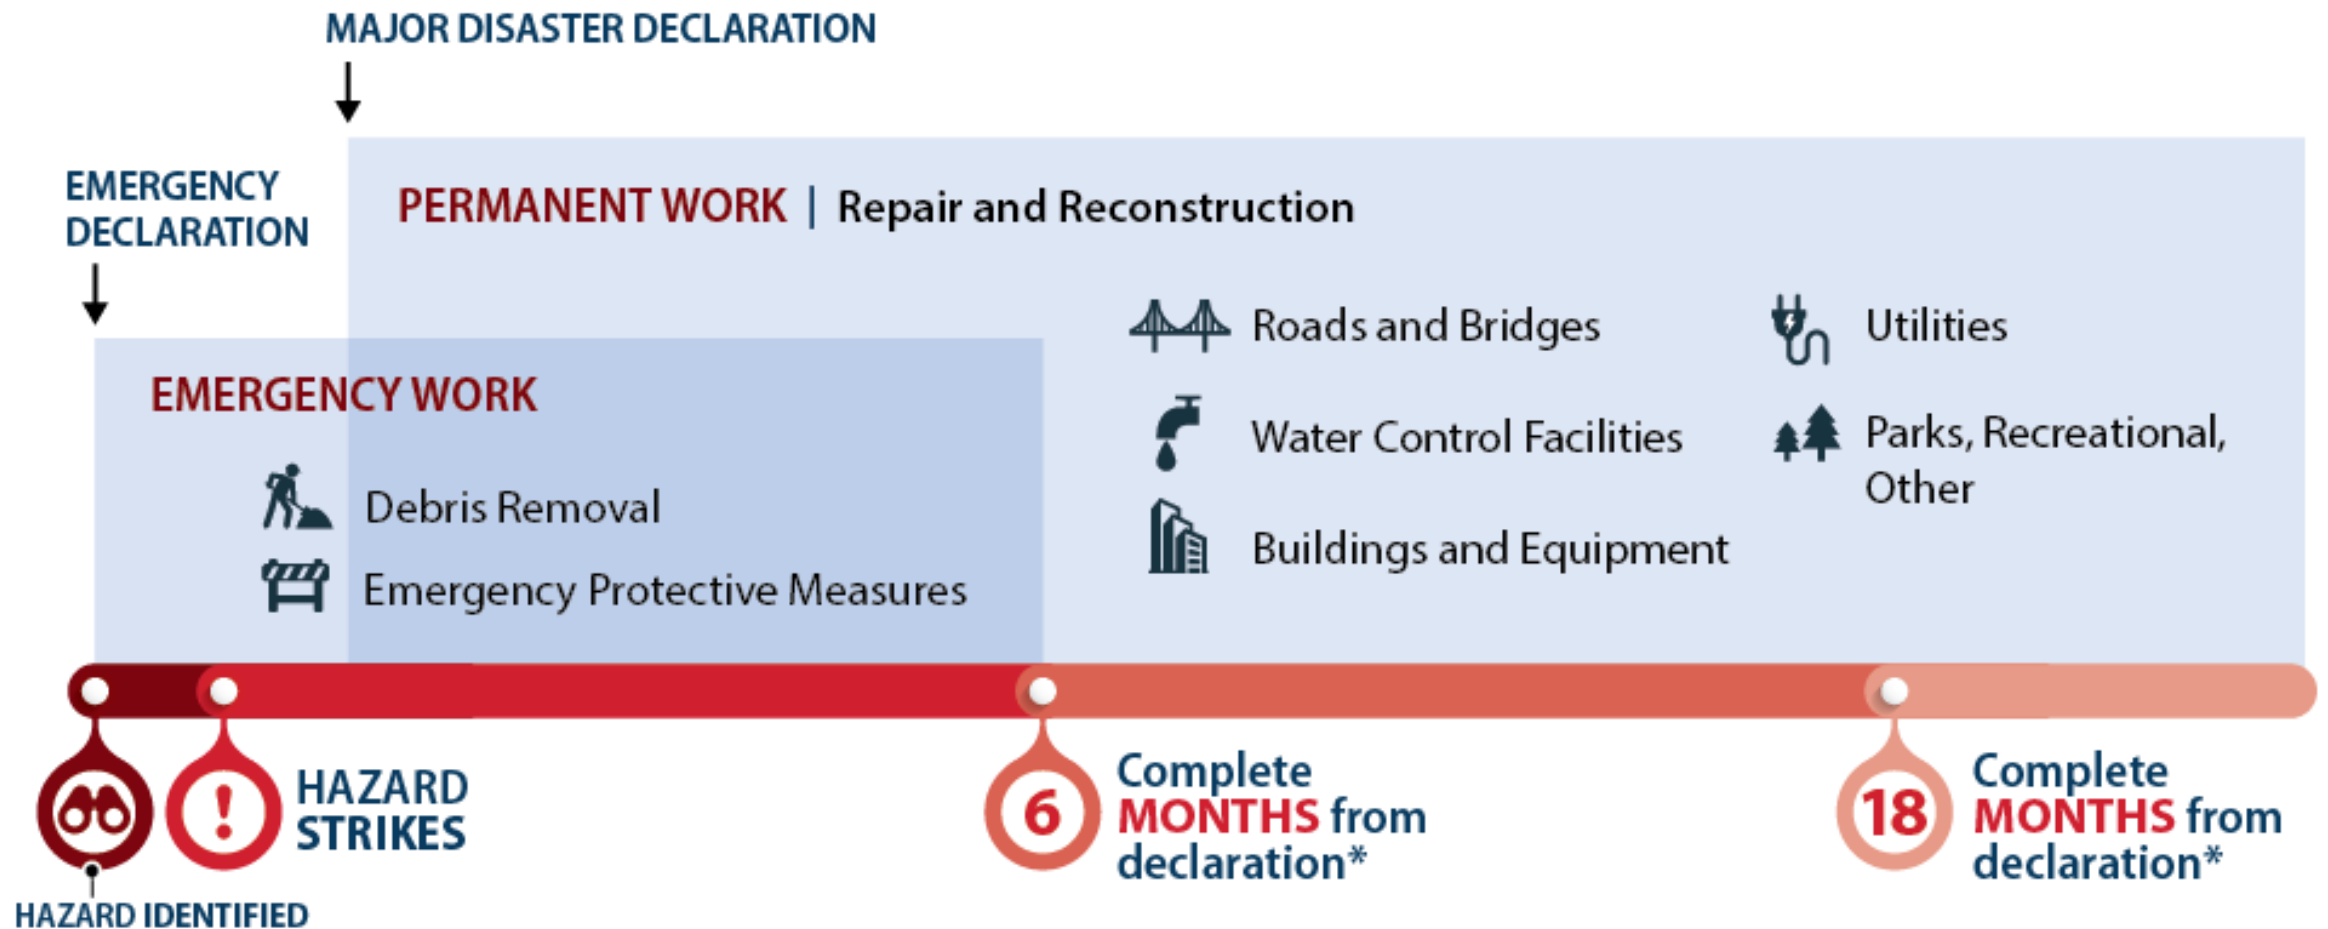 MAJOR DISASTER DECLARATION
EMERGENCY
DECLARATION
PERMANENT WORK | Repair and Reconstruction
EMERGENCY WORK
Debris Removal
Emergency Protective Measures
Roads and Bridges
Water Control Facilities
Buildings and Equipment
Utilities
Parks, Recreational,
Other
HAZARD IDENTIFIED
!
HAZARD
STRIKES
6
Complete
MONTHS from
declaration*
18
Complete
MONTHS from
declaration*